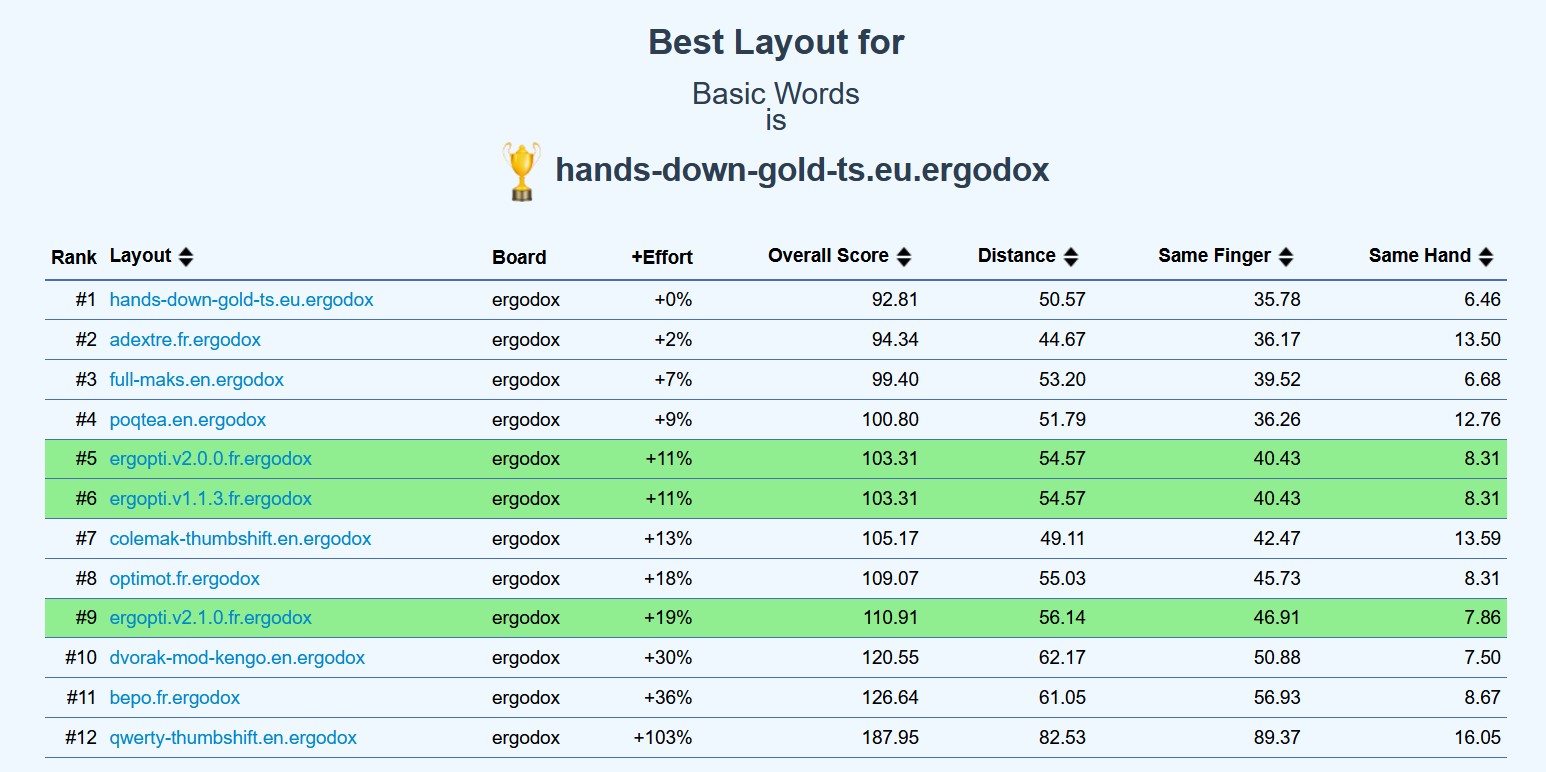 Best Layout for
Basic Words
is
hands-down-gold-ts.eu.ergodox
Rank Layout Board +Effort Overall Score Distance Same Finger Same Hand
#1 hands-down-gold-ts.eu.ergodox ergodox +0% 92.81 50.57 35.78 6.46
#2 adextre.fr.ergodox ergodox +2% 94.34 44.67 36.17 13.50
#3 full-maks.en.ergodox ergodox +7% 99.40 53.20 39.52 6.68
#4 poqtea.en.ergodox ergodox +9% 100.80 51.79 36.26 12.76
#5 ergopti.v2.0.0.fr.ergodox ergodox +11% 103.31 54.57 40.43 8.31
#6 ergopti.v1.1.3.fr.ergodox ergodox +11% 103.31 54.57 40.43 8.31
#7 colemak-thumbshift.en.ergodox ergodox +13% 105.17 49.11 42.47 13.59
#8 optimot.fr.ergodox ergodox +18% 109.07 55.03 45.73 8.31
#9 ergopti.v2.1.0.fr.ergodox ergodox +19% 110.91 56.14 46.91 7.86
#10 dvorak-mod-kengo.en.ergodox ergodox +30% 120.55 62.17 50.88 7.50
#11 bepo.fr.ergodox ergodox +36% 126.64 61.05 56.93 8.67
#12 qwerty-thumbshift.en.ergodox ergodox +103% 187.95 82.53 89.37 16.05